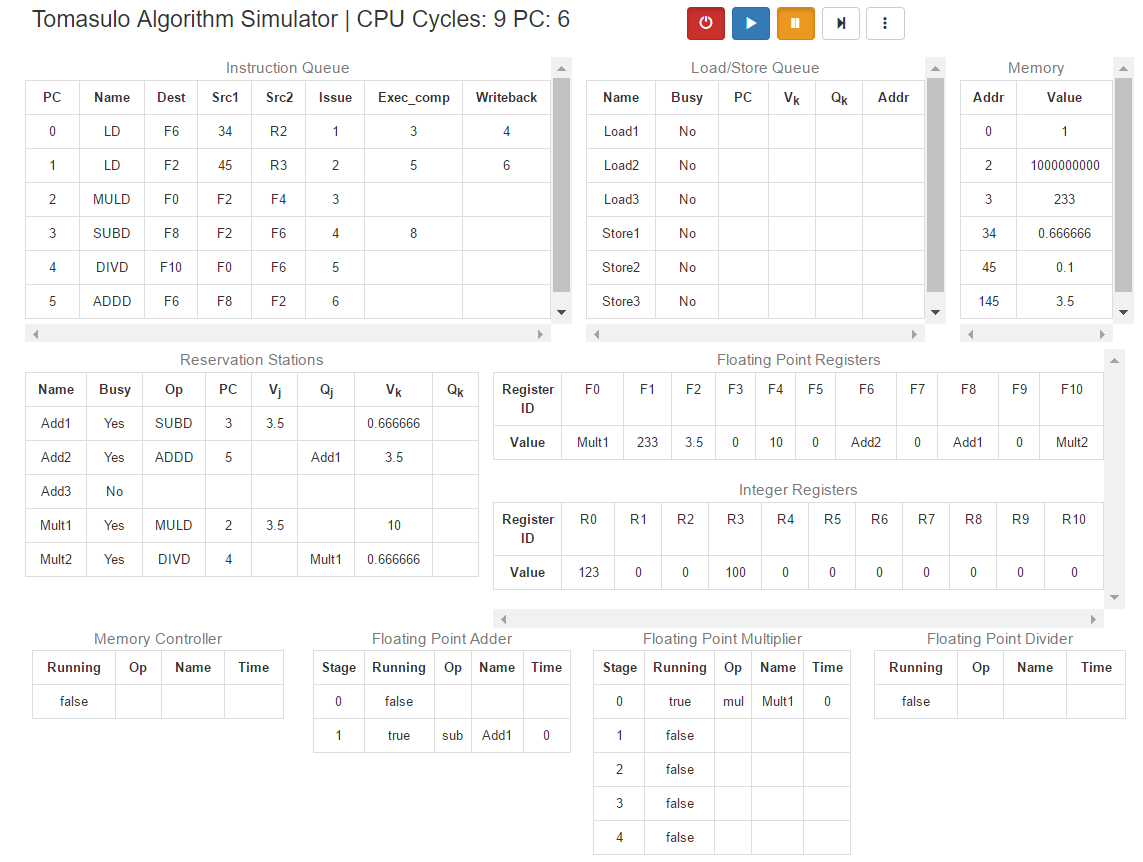 Tomasulo Algorithm Simulator | CPU Cycles: 9 PC: 6
Instruction Queue
PC Name Dest Src1 Src2 Issue Exec_comp Writeback
0 LD F6 34 R2 1 3 4
1 LD F2 45 R3 2 5 6
2 MULD F0 F2 F4 3
3 SUBD F8 F2 F6 4 8
4 DIVD F10 F0 F6 5
5 ADDD F6 F8 F2 6
Load/Store Queue
Name Busy PC Vk Qk Addr
Load1 No
Load2 No
Load3 No
Store1 No
Store2 No
Store3 No
Memory
Addr Value
0 1
2 1000000000
3 233
34 0.666666
45 0.1
145 3.5
Reservation Stations
Name Busy Op PC Vj Qj Vk Qk
Add1 Yes SUBD 3 3.5 0.666666
Add2 Yes ADDD 5 Add1 3.5
Add3 No
Mult1 Yes MULD 2 3.5 10
Mult2 Yes DIVD 4 Mult1 0.666666
Floating Point Registers
Register ID F0 F1 F2 F3 F4 F5 F6 F7 F8 F9 F10
Value Mult1 233 3.5 0 10 0 Add2 0 Add1 0 Mult2
Integer Registers
Register ID R0 R1 R2 R3 R4 R5 R6 R7 R8 R9 R10
Value 123 0 0 100 0 0 0 0 0 0 0
Memory Controller
Running Op Name Time
false
Floating Point Adder
Stage Running Op Name Time
0 false
1 true sub Add1 0
Floating Point Multiplier
Stage Running Op Name Time
0 true mul Mult1 0
1 false
2 false
3 false
4 false
Floating Point Divider
Running Op Name Time
false